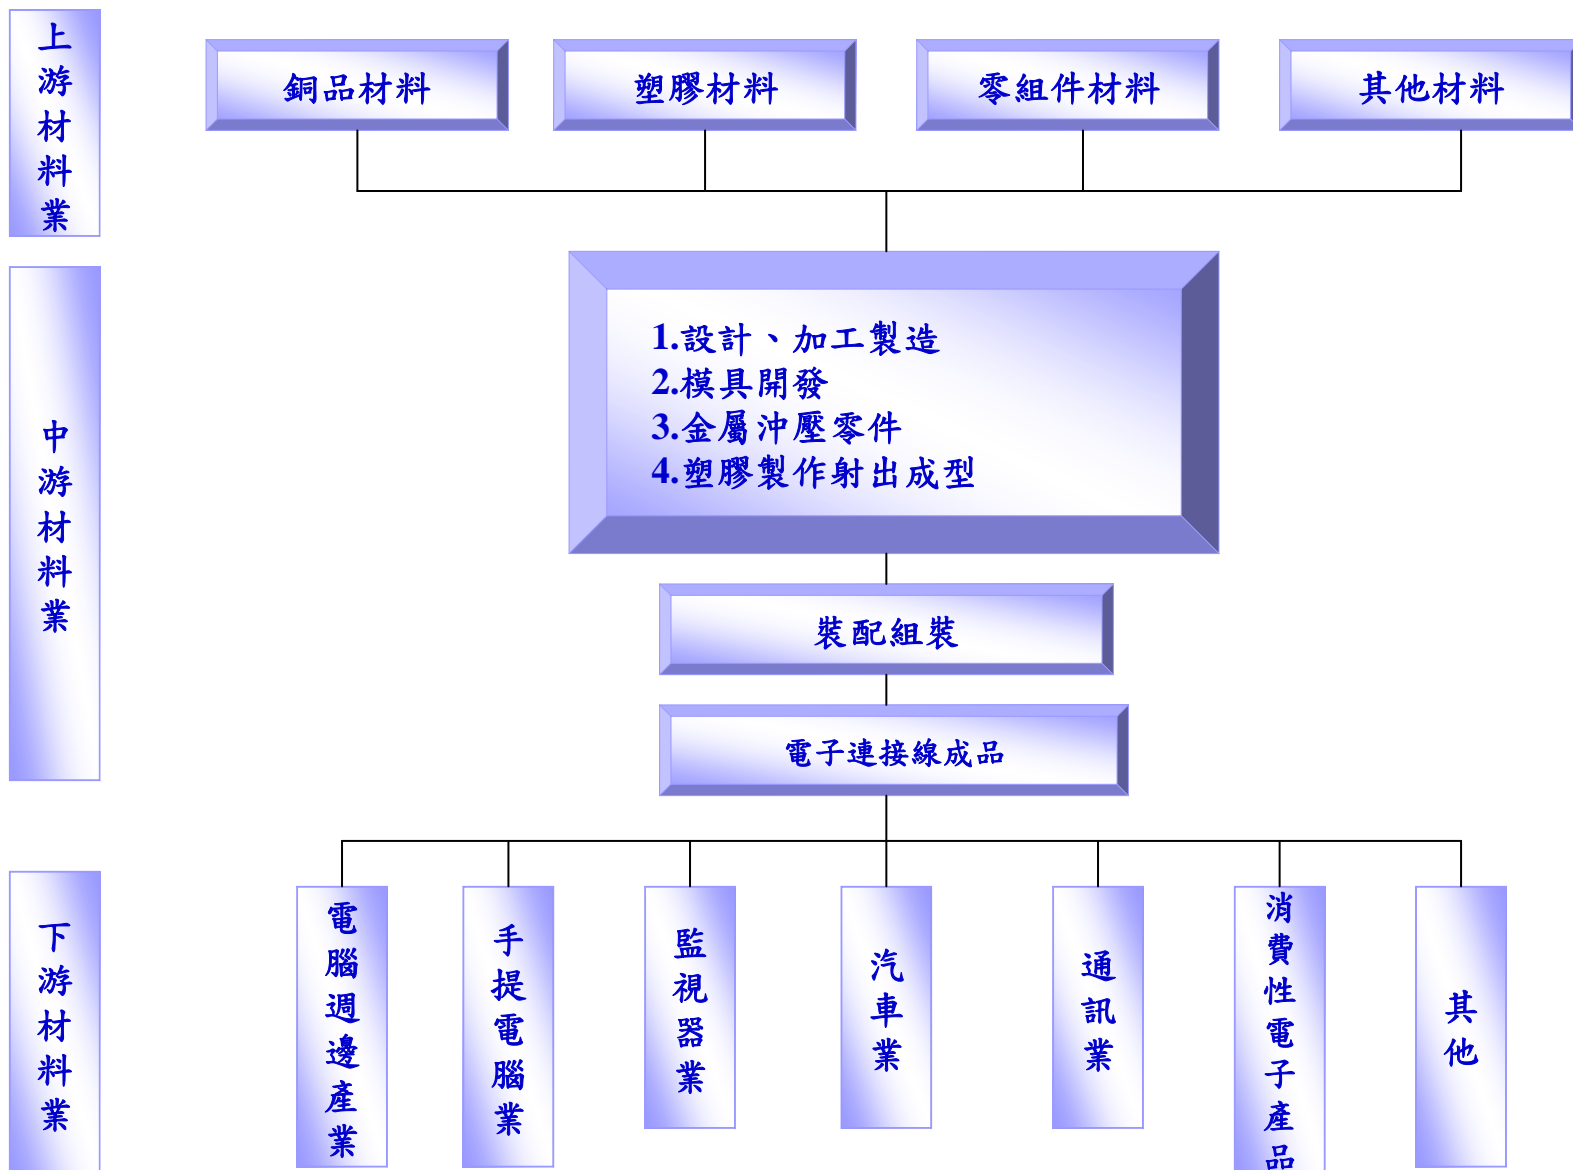 上游材料業
銅品材料
塑膠材料
零組件材料
其他材料
中游材料業
1.設計、加工製造
2.模具開發
3.金屬沖壓零件
4.塑膠製作射出成型
裝配組裝
電子連接線成品
下游材料業
電腦週邊產業
手提電腦業
監視器業
汽車業
通訊業
消費性電子產品
其他